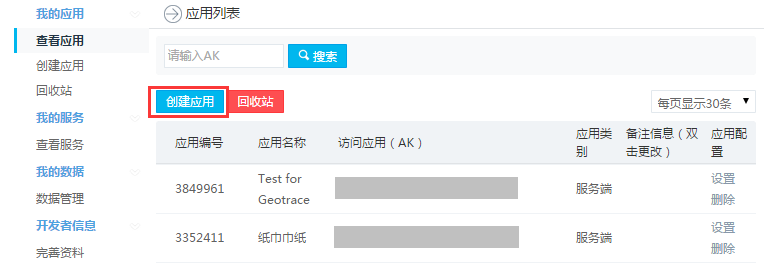 我的应用
查看应用
创建应用
回收站
我的服务
查看服务
我的数据
数据管理
开发者信息
完善资料
应用列表
请输入AK
搜索
创建应用
回收站
每页显示30条
应用编号
应用名称
访问应用（AK）
应用类
别
备注信息（双
击更改）
应用配
置
3849961
Test for
Geotrace
服务端
设置
删除
3352411
纸巾巾纸
服务端
设置
删除